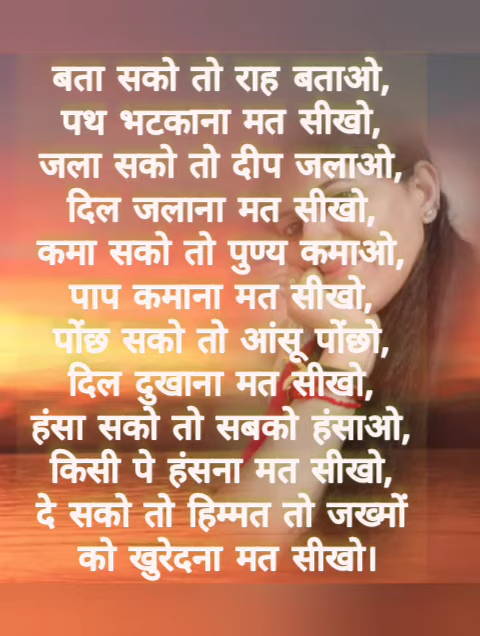 बता सको तो राह बताओ,
पथ भटकाना मत सीखो,
जला सको तो दीप जलाओ,
दिल जलाना मत सीखो,
कमा सको तो पुण्य कमाओ,
पाप कमाना मत सीखो,
पोंछ सको तो आंसू पोंछो,
दिल दुखाना मत सीखो,
हंसा सको तो सबको हंसाओ,
किसी पे हंसना मत सीखो,
दे सको तो हिम्मत तो जख्मों
को खुरेदना मत सीखो।